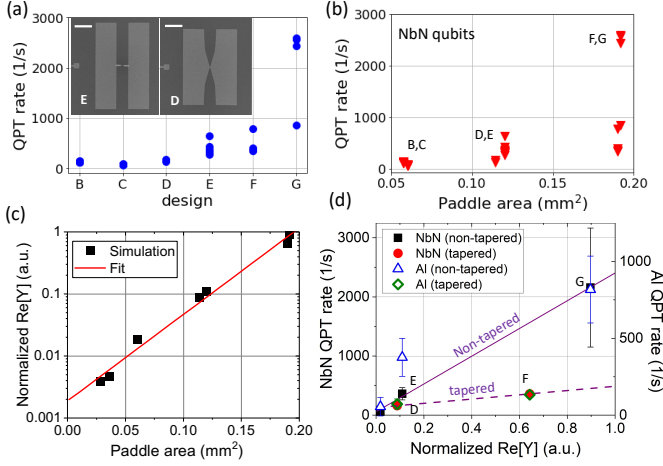 (a)
3000
2000
1000
0
QPT rate (1/s)
E
D
B
C
D
E
F
G
design
(b)
NbN qubits
3000
2000
1000
0
QPT rate (1/s)
F,G
D,E
B,C
0.05
0.10
0.15
0.20
Paddle area (mm²)
(c)
1
0.1
0.01
0.001
Normalized Re[Y] (a.u.)
Simulation
Fit
0.00
0.05
0.10
0.15
0.20
Paddle area (mm²)
(d)
3000
2000
1000
0
NbN QPT rate (1/s)
NbN (non-tapered)
NbN (tapered)
Al (non-tapered)
Al (tapered)
G
Non-tapered
E
F
tapered
D
1000
500
0
Al QPT rate (1/s)
0.0
0.2
0.4
0.6
0.8
1.0
Normalized Re[Y] (a.u.)